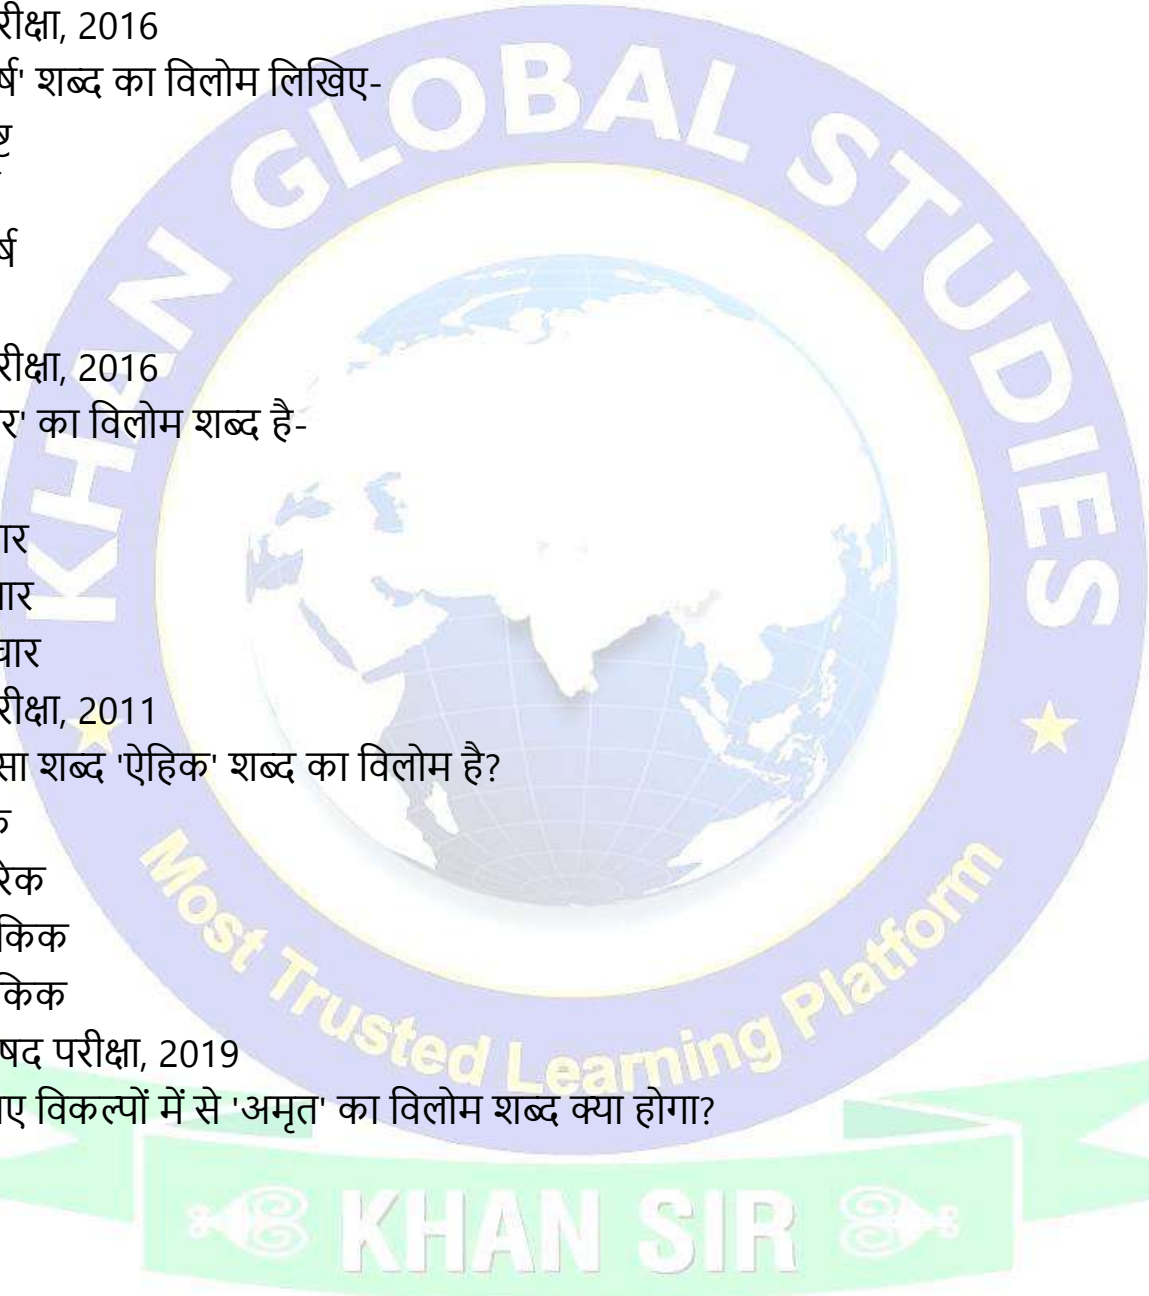 रीक्षा, 2016
र्ष' शब्द का विलोम लिखिए-
ष्ट
र्ष
रीक्षा, 2016
र' का विलोम शब्द है-
ार
ार
चार
रीक्षा, 2011
सा शब्द 'ऐहिक' शब्द का विलोम है?
क
रेक
किक
किक
षद परीक्षा, 2019
ए विकल्पों में से 'अमृत' का विलोम शब्द क्या होगा?
KHAN GLOBAL STUDIES
Most Trusted Learning Platform
KHAN SIR